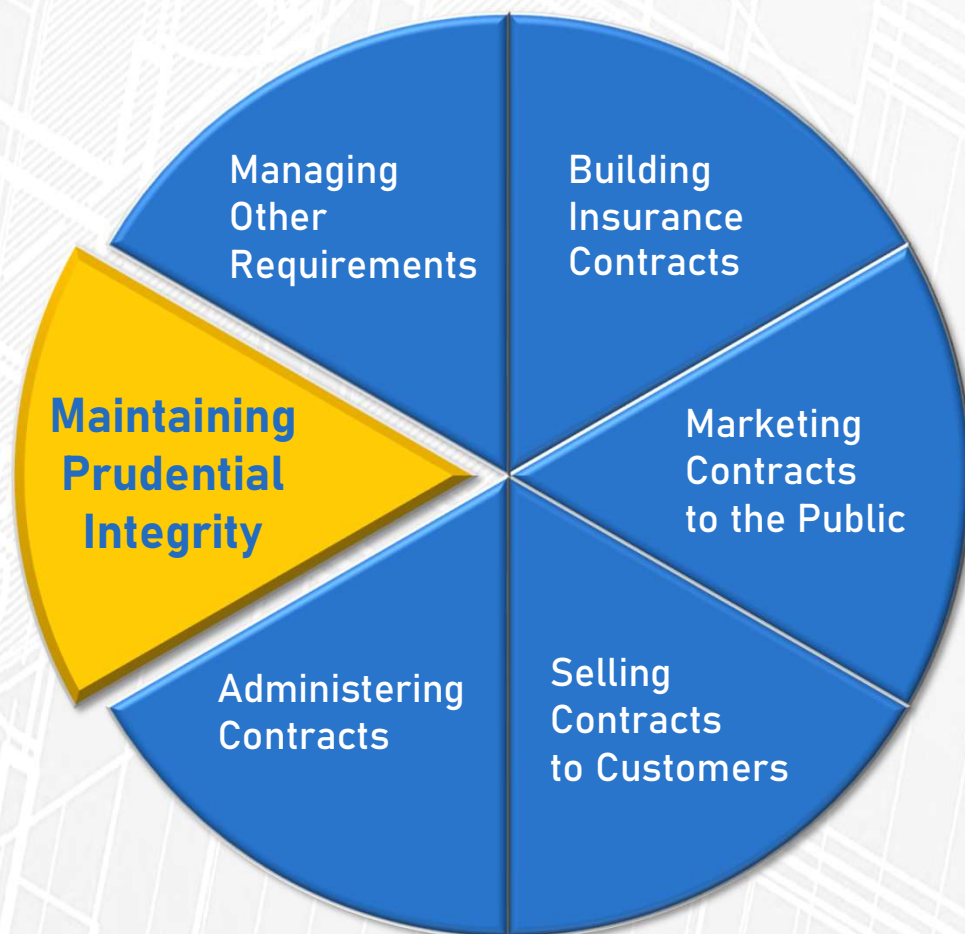 Managing
Other
Requirements
Building
Insurance
Contracts
Maintaining
Prudential
Integrity
Marketing
Contracts
to the Public
Administering
Contracts
Selling
Contracts
to Customers